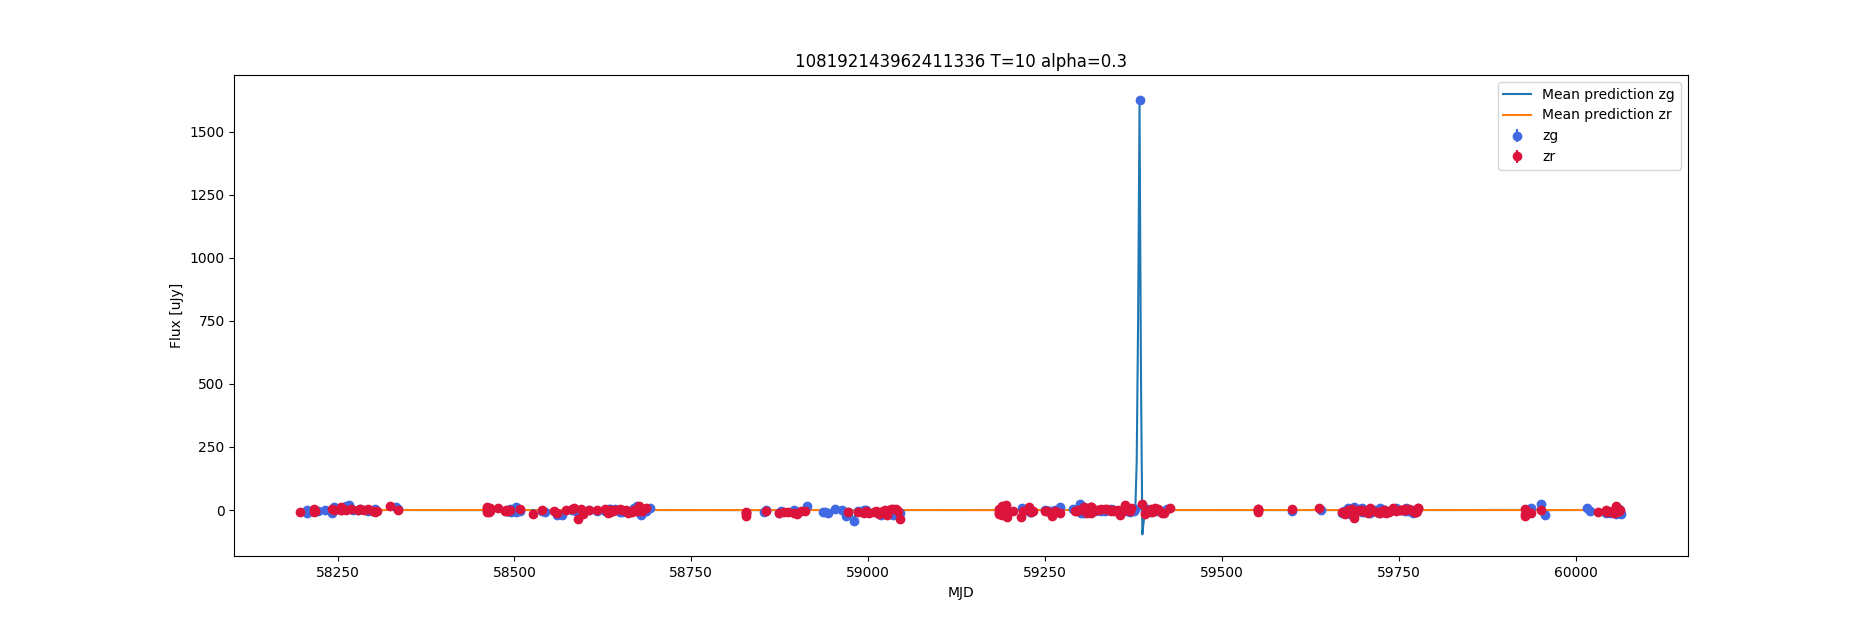 108192143962411336 T=10 alpha=0.3
Mean prediction zg
Mean prediction zr
zg
zr
Flux [uJy]
1500
1250
1000
750
500
250
0
58250 58500 58750 59000 59250 59500 59750 60000
MJD